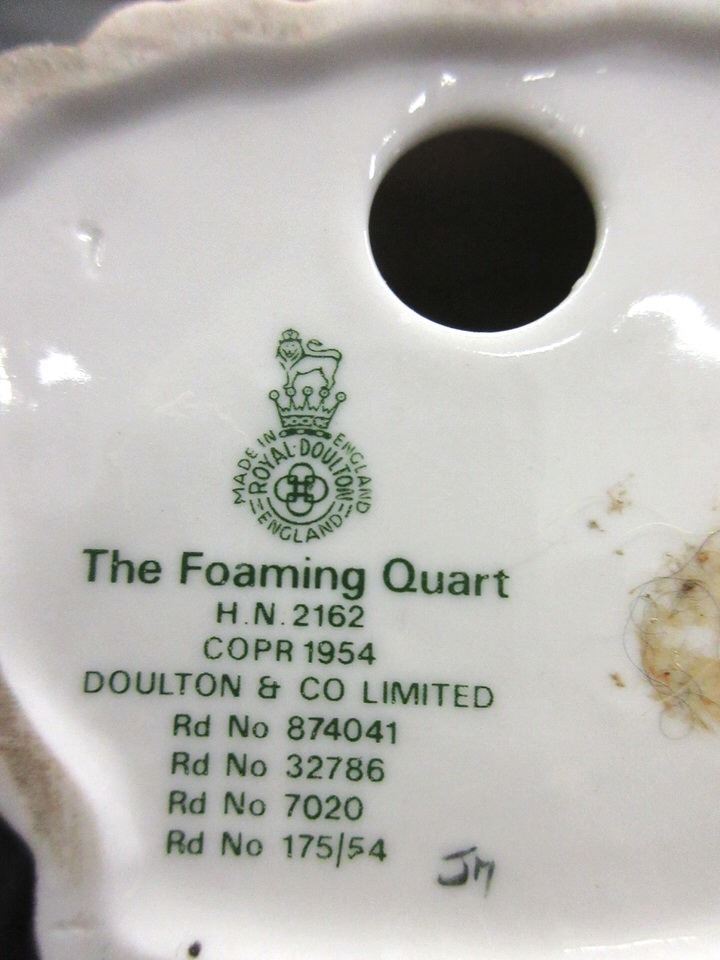 MADE IN ENGLAND
ROYAL·DOULTON
ENGLAND
The Foaming Quart
H.N. 2162
COPR 1954
DOULTON & CO LIMITED
Rd No 874041
Rd No 32786
Rd No 7020
Rd No 175/54
JM